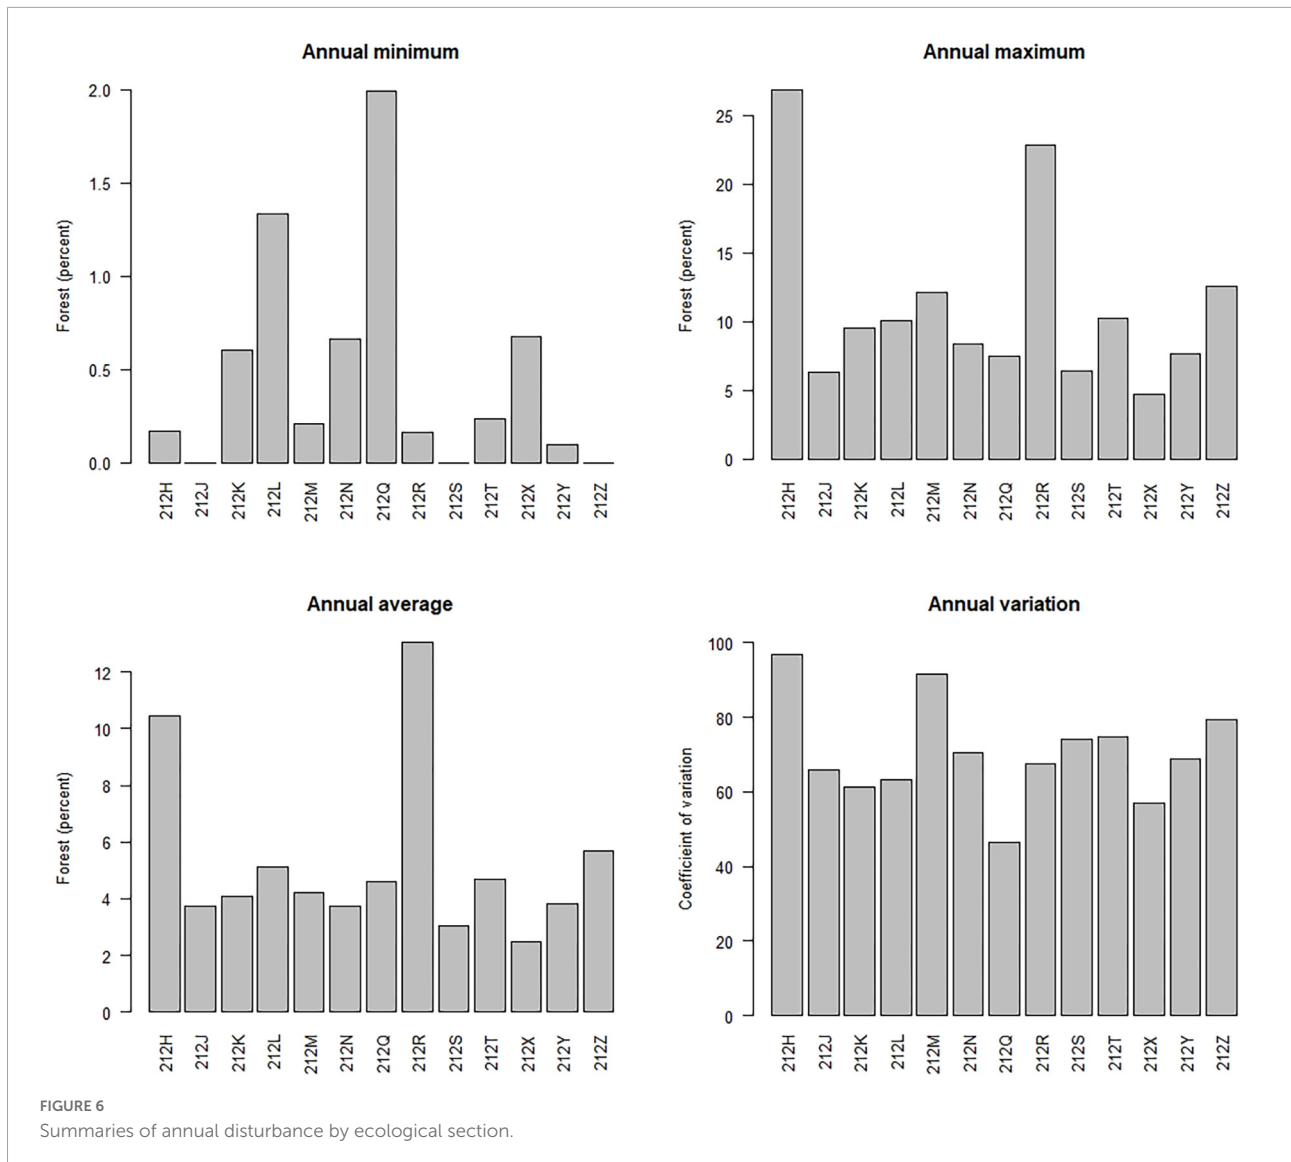 Annual minimum
Forest (percent)
2.0
1.5
1.0
0.5
0.0
212H
212J
212K
212L
212M
212N
212Q
212R
212S
212T
212X
212Y
212Z
Annual maximum
Forest (percent)
25
20
15
10
5
0
212H
212J
212K
212L
212M
212N
212Q
212R
212S
212T
212X
212Y
212Z
Annual average
Forest (percent)
12
10
8
6
4
2
0
212H
212J
212K
212L
212M
212N
212Q
212R
212S
212T
212X
212Y
212Z
Annual variation
Coefficieint of variation
100
80
60
40
20
0
212H
212J
212K
212L
212M
212N
212Q
212R
212S
212T
212X
212Y
212Z
FIGURE 6
Summaries of annual disturbance by ecological section.